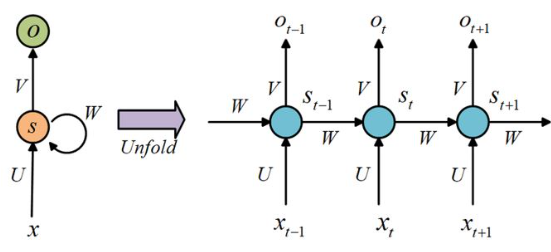 O
V
S
W
U
x
Unfold
O_{t-1} O_t O_{t+1}
V V V
W S_{t-1} S_t S_{t+1}
W W W
U U U
x_{t-1} x_t x_{t+1}